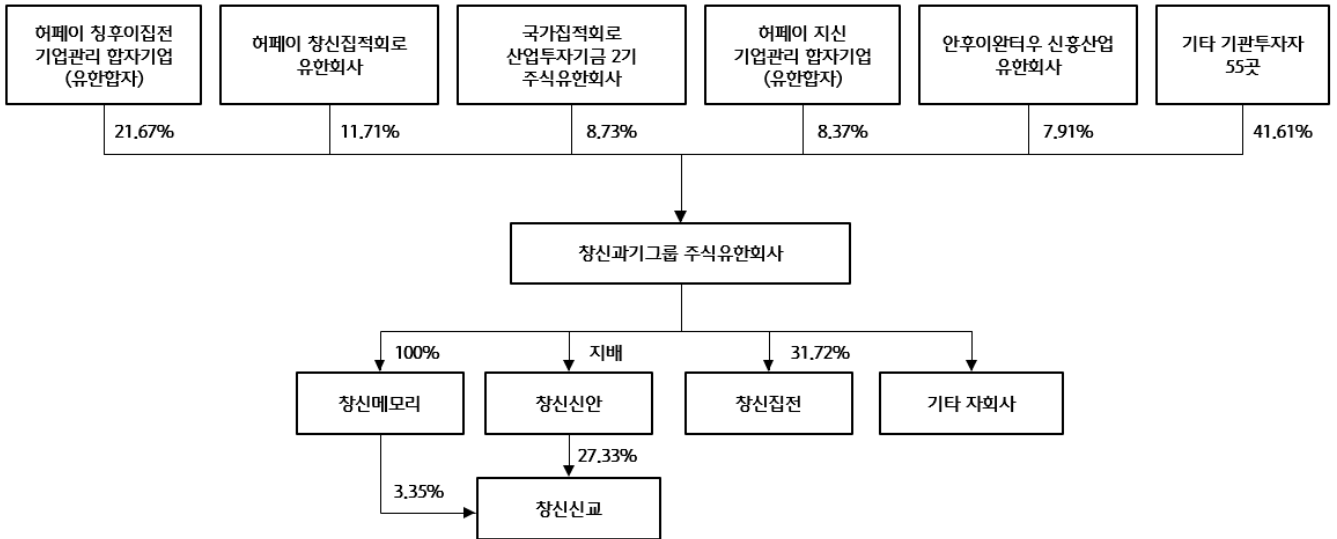 허페이 칭후이집전
기업관리 합자기업
(유한합자)
허페이 창신집적회로
유한회사
국가집적회로
산업투자기금 2기
주식유한회사
허페이 지신
기업관리 합자기업
(유한합자)
안후이완터우 신흥산업
유한회사
기타 기관투자자
55곳
21.67%
11.71%
8.73%
8.37%
7.91%
41.61%
창신과기그룹 주식유한회사
100%
지배
31.72%
창신메모리
창신신안
창신집전
기타 자회사
27.33%
3.35%
창신신교